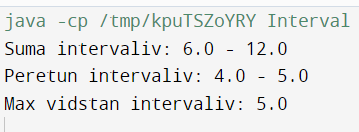 java -cp /tmp/kpuTSZoYRY Interval
Suma intervaliv: 6.0 - 12.0
Peretun intervaliv: 4.0 - 5.0
Max vidstan intervaliv: 5.0